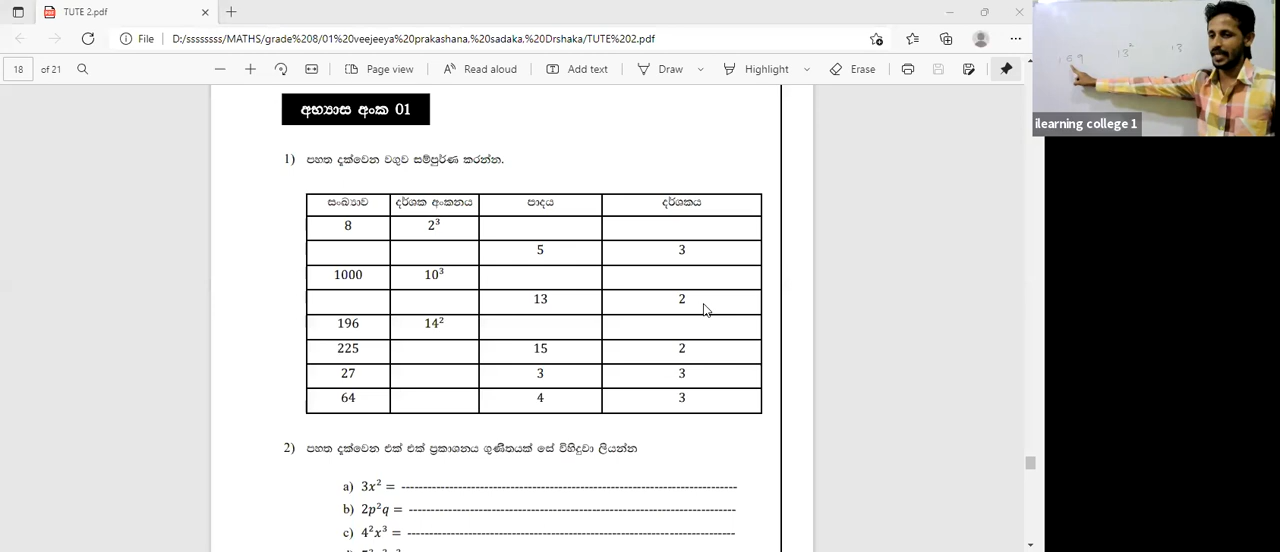 TUTE 2.pdf
File D:/ssssssss/MATHS/grade%208/01%20veejeeya%20prakashana.%20sadaka.%20Drshaka/TUTE%202.pdf
18 of 21 Page view Read aloud Add text Draw Highlight Erase
13²
ilearning college 1
අභ්‍යාස අංක 01
1) පහත දැක්වෙන වගුව සම්පුර්ණ කරන්න.
සංඛ්‍යාව දර්ශක අංකනය පාදය දර්ශකය
8 2³
5 3
1000 10³
13 2
196 14²
225 15 2
27 3 3
64 4 3
2) පහත දැක්වෙන එක් එක් ප්‍රකාශනය ගුණිතයක් සේ විහිදුවා ලියන්න
a) 3x² = ------------------------------------------------
b) 2p²q = ------------------------------------------------
c) 4²x³ = ------------------------------------------------